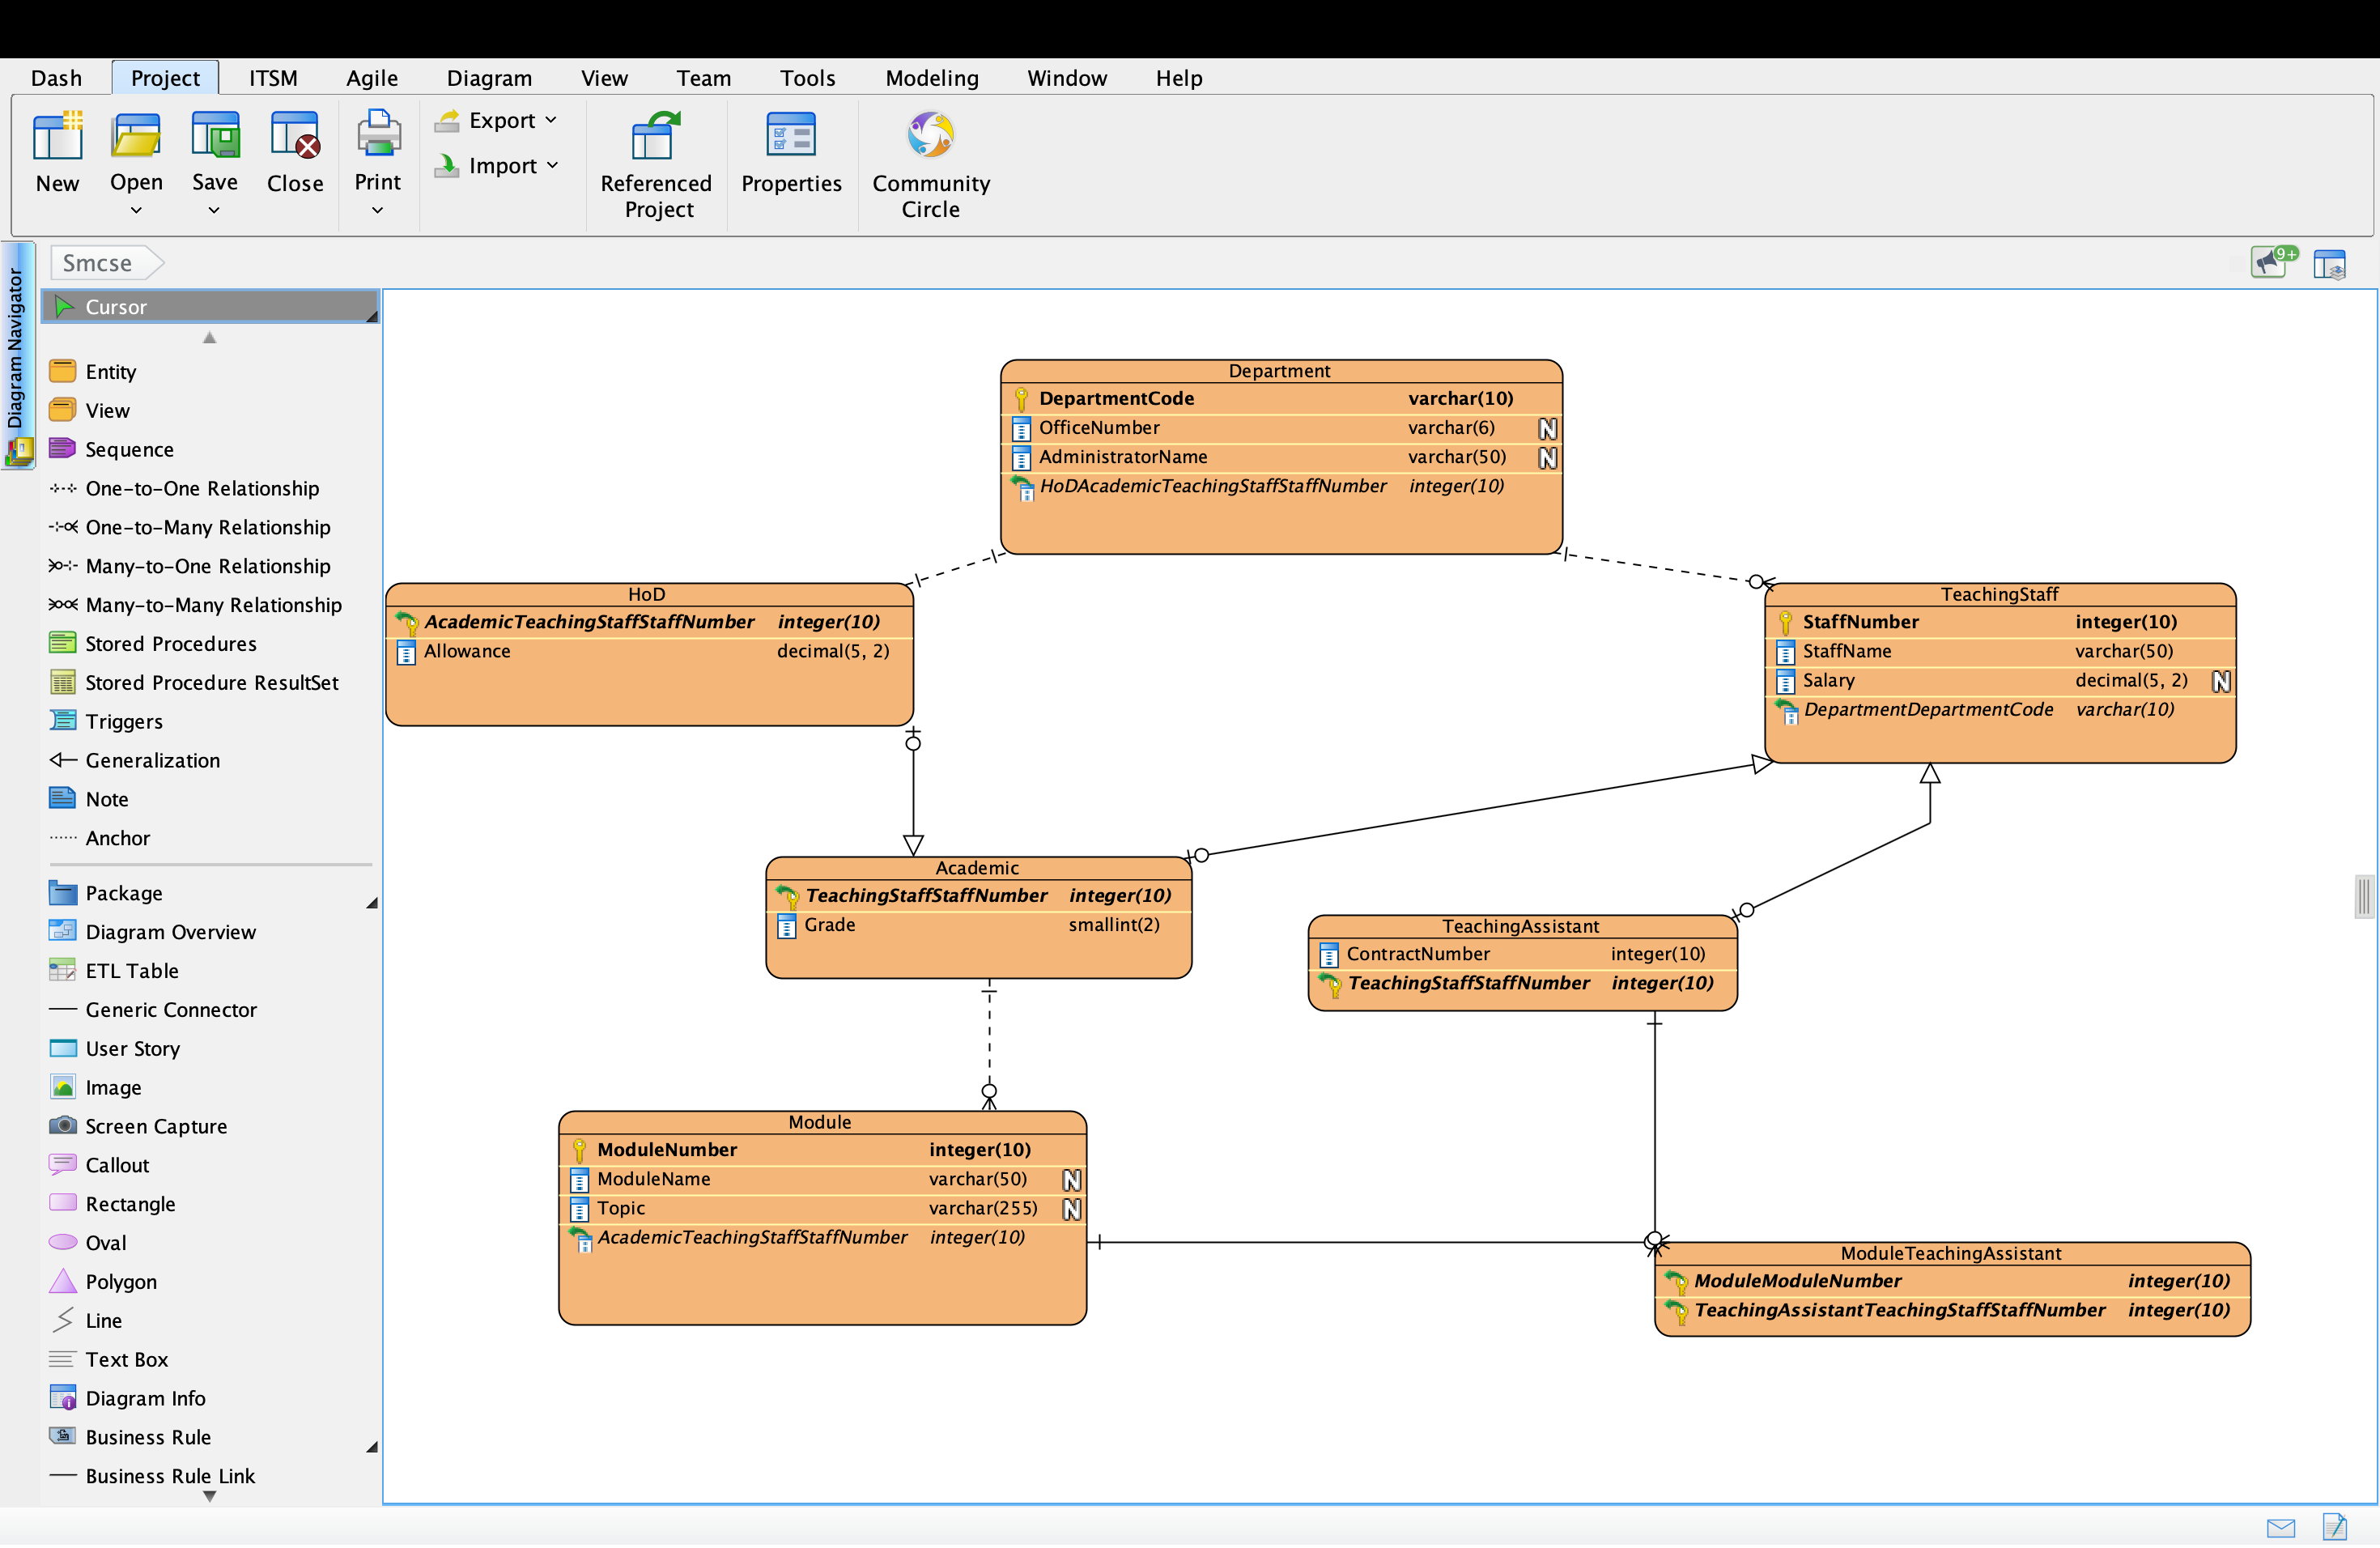 Dash Project ITSM Agile Diagram View Team Tools Modeling Window Help
New Open Save Close Print Export Import Referenced Project Properties Community Circle
Smcse
9+
Diagram Navigator
Cursor
Entity
View
Sequence
One-to-One Relationship
One-to-Many Relationship
Many-to-One Relationship
Many-to-Many Relationship
Stored Procedures
Stored Procedure ResultSet
Triggers
Generalization
Note
Anchor
Package
Diagram Overview
ETL Table
Generic Connector
User Story
Image
Screen Capture
Callout
Rectangle
Oval
Polygon
Line
Text Box
Diagram Info
Business Rule
Business Rule Link
Department
DepartmentCode varchar(10)
OfficeNumber varchar(6) N
AdministratorName varchar(50) N
HoDAcademicTeachingStaffStaffNumber integer(10)
HoD
AcademicTeachingStaffStaffNumber integer(10)
Allowance decimal(5, 2)
TeachingStaff
StaffNumber integer(10)
StaffName varchar(50)
Salary decimal(5, 2) N
DepartmentDepartmentCode varchar(10)
Academic
TeachingStaffStaffNumber integer(10)
Grade smallint(2)
TeachingAssistant
ContractNumber integer(10)
TeachingStaffStaffNumber integer(10)
Module
ModuleNumber integer(10)
ModuleName varchar(50) N
Topic varchar(255) N
AcademicTeachingStaffStaffNumber integer(10)
ModuleTeachingAssistant
ModuleModuleNumber integer(10)
TeachingAssistantTeachingStaffStaffNumber integer(10)